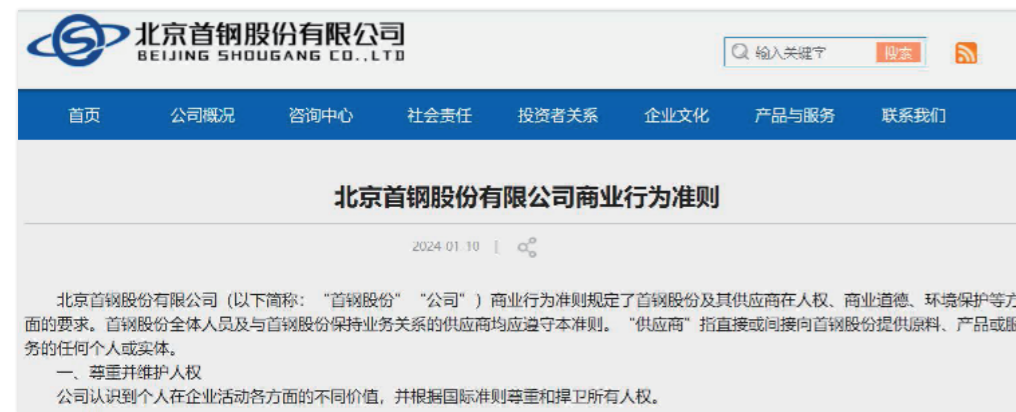 北京首钢股份有限公司
BEIJING SHOUGANG CO.,LTD
输入关键字
搜索
首页 公司概况 咨询中心 社会责任 投资者关系 企业文化 产品与服务 联系我们
北京首钢股份有限公司商业行为准则
2024-01-10 |
北京首钢股份有限公司（以下简称：“首钢股份”“公司”）商业行为准则规定了首钢股份及其供应商在人权、商业道德、环境保护等方
面的要求。首钢股份全体人员及与首钢股份保持业务关系的供应商均应遵守本准则。“供应商”指直接或间接向首钢股份提供原料、产品或服
务的任何个人或实体。
一、尊重并维护人权
公司认识到个人在企业活动各方面的不同价值，并根据国际准则尊重和捍卫所有人权。